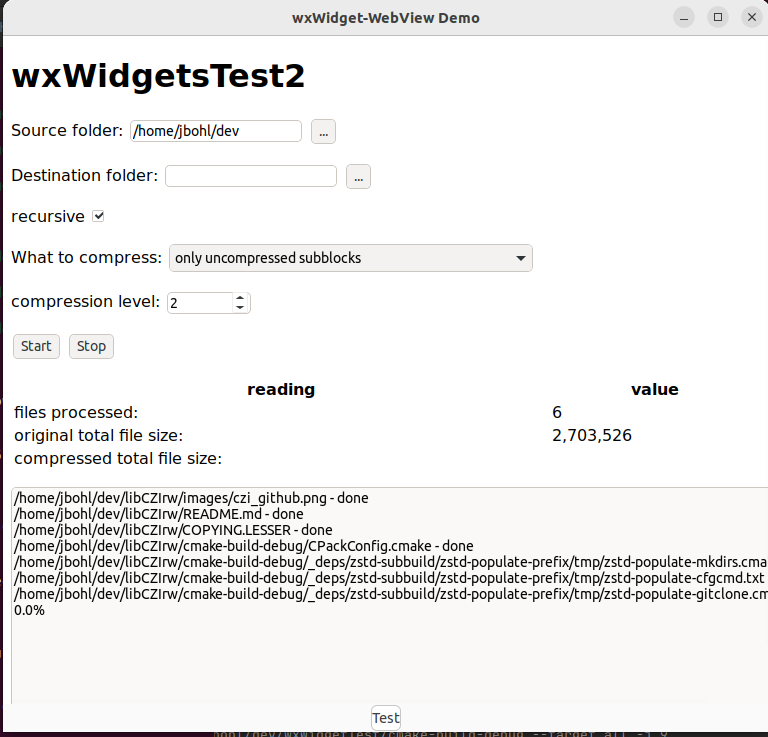 wxWidget-WebView Demo
wxWidgetsTest2
Source folder: /home/jbohl/dev ...
Destination folder: ...
recursive
What to compress: only uncompressed subblocks
compression level: 2
Start Stop
reading value
files processed: 6
original total file size: 2,703,526
compressed total file size:
/home/jbohl/dev/libCZIrw/images/czi_github.png - done
/home/jbohl/dev/libCZIrw/README.md - done
/home/jbohl/dev/libCZIrw/COPYING.LESSER - done
/home/jbohl/dev/libCZIrw/cmake-build-debug/CPackConfig.cmake - done
/home/jbohl/dev/libCZIrw/cmake-build-debug/_deps/zstd-subbuild/zstd-populate-prefix/tmp/zstd-populate-mkdirs.cma
/home/jbohl/dev/libCZIrw/cmake-build-debug/_deps/zstd-subbuild/zstd-populate-prefix/tmp/zstd-populate-cfgcmd.txt
/home/jbohl/dev/libCZIrw/cmake-build-debug/_deps/zstd-subbuild/zstd-populate-prefix/tmp/zstd-populate-gitclone.cm
0.0%
Test